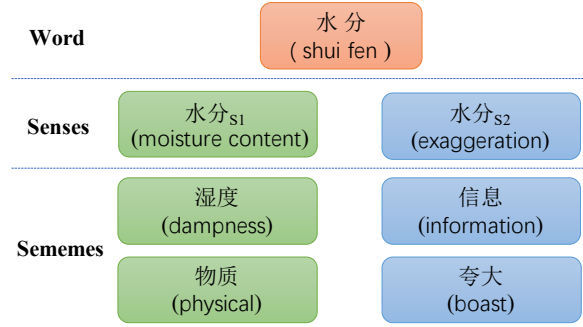 Word
水 分
( shui fen )
Senses
水分S1
(moisture content)
水分S2
(exaggeration)
Sememes
湿度
(dampness)
信息
(information)
物质
(physical)
夸大
(boast)